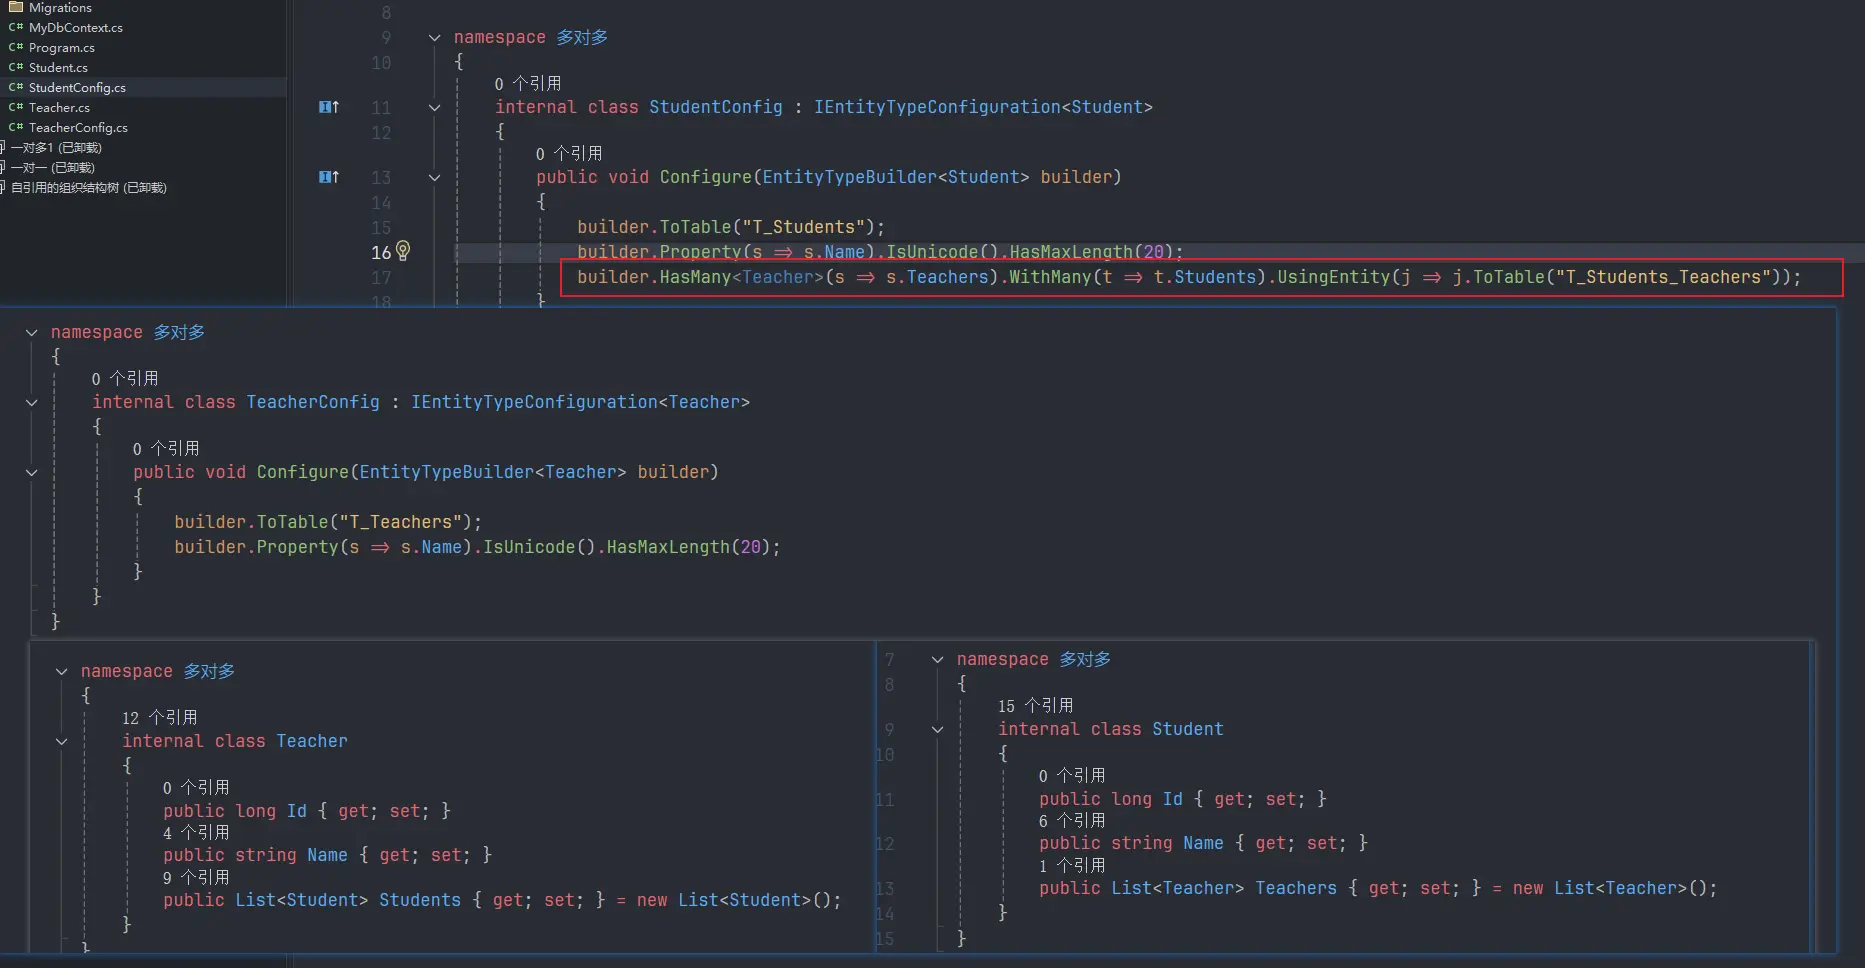 Migrations
C# MyDbContext.cs
C# Program.cs
C# Student.cs
C# StudentConfig.cs
C# Teacher.cs
C# TeacherConfig.cs
一对多1 (已卸载)
一对一 (已卸载)
自引用的组织结构树 (已卸载)
8
9 namespace 多对多
10 {
0 个引用
11 internal class StudentConfig : IEntityTypeConfiguration<Student>
12 {
0 个引用
13 public void Configure(EntityTypeBuilder<Student> builder)
14 {
15 builder.ToTable("T_Students");
16 builder.Property(s => s.Name).IsUnicode().HasMaxLength(20);
17 builder.HasMany<Teacher>(s => s.Teachers).WithMany(t => t.Students).UsingEntity(j => j.ToTable("T_Students_Teachers"));
18 }
namespace 多对多
{
0 个引用
internal class TeacherConfig : IEntityTypeConfiguration<Teacher>
{
0 个引用
public void Configure(EntityTypeBuilder<Teacher> builder)
{
builder.ToTable("T_Teachers");
builder.Property(s => s.Name).IsUnicode().HasMaxLength(20);
}
}
}
namespace 多对多
{
12 个引用
internal class Teacher
{
0 个引用
public long Id { get; set; }
4 个引用
public string Name { get; set; }
9 个引用
public List<Student> Students { get; set; } = new List<Student>();
}
}
7 namespace 多对多
8 {
15 个引用
9 internal class Student
10 {
0 个引用
11 public long Id { get; set; }
6 个引用
12 public string Name { get; set; }
1 个引用
13 public List<Teacher> Teachers { get; set; } = new List<Teacher>();
14 }
15 }